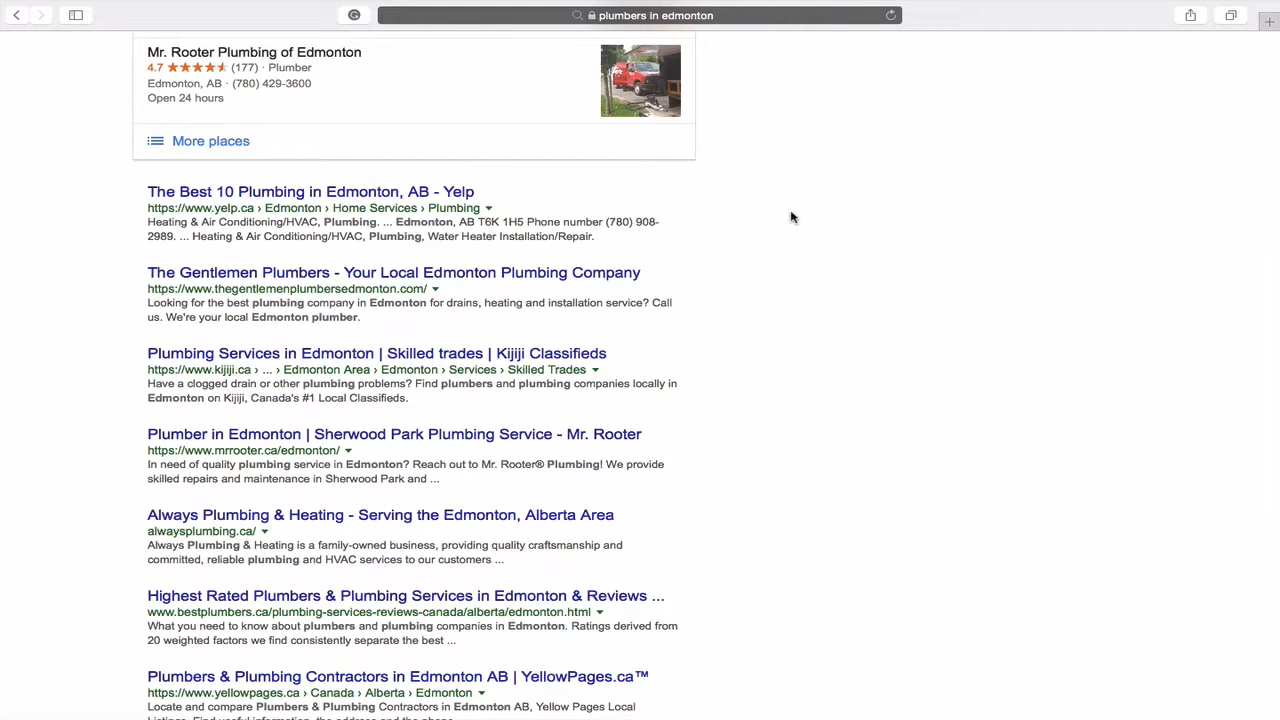 plumbers in edmonton
Mr. Rooter Plumbing of Edmonton
4.7 ★★★★★ (177) · Plumber
Edmonton, AB · (780) 429-3600
Open 24 hours
More places
The Best 10 Plumbing in Edmonton, AB - Yelp
https://www.yelp.ca › Edmonton › Home Services › Plumbing
Heating & Air Conditioning/HVAC, Plumbing. ... Edmonton, AB T6K 1H5 Phone number (780) 908-
2989. ... Heating & Air Conditioning/HVAC, Plumbing, Water Heater Installation/Repair.
The Gentlemen Plumbers - Your Local Edmonton Plumbing Company
https://www.thegentlemenplumbersedmonton.com/
Looking for the best plumbing company in Edmonton for drains, heating and installation service? Call
us. We're your local Edmonton plumber.
Plumbing Services in Edmonton | Skilled trades | Kijiji Classifieds
https://www.kijiji.ca › ... › Edmonton Area › Edmonton › Services › Skilled Trades
Have a clogged drain or other plumbing problems? Find plumbers and plumbing companies locally in
Edmonton on Kijiji, Canada's #1 Local Classifieds.
Plumber in Edmonton | Sherwood Park Plumbing Service - Mr. Rooter
https://www.mrrooter.ca/edmonton/
In need of quality plumbing service in Edmonton? Reach out to Mr. Rooter® Plumbing! We provide
skilled repairs and maintenance in Sherwood Park and ...
Always Plumbing & Heating - Serving the Edmonton, Alberta Area
alwaysplumbing.ca/
Always Plumbing & Heating is a family-owned business, providing quality craftsmanship and
committed, reliable plumbing and HVAC services to our customers ...
Highest Rated Plumbers & Plumbing Services in Edmonton & Reviews ...
www.bestplumbers.ca/plumbing-services-reviews-canada/alberta/edmonton.html
What you need to know about plumbers and plumbing companies in Edmonton. Ratings derived from
20 weighted factors we find consistently separate the best ...
Plumbers & Plumbing Contractors in Edmonton AB | YellowPages.ca™
https://www.yellowpages.ca › Canada › Alberta › Edmonton
Locate and compare Plumbers & Plumbing Contractors in Edmonton AB, Yellow Pages Local
Listings. Find useful information, the address and the phone